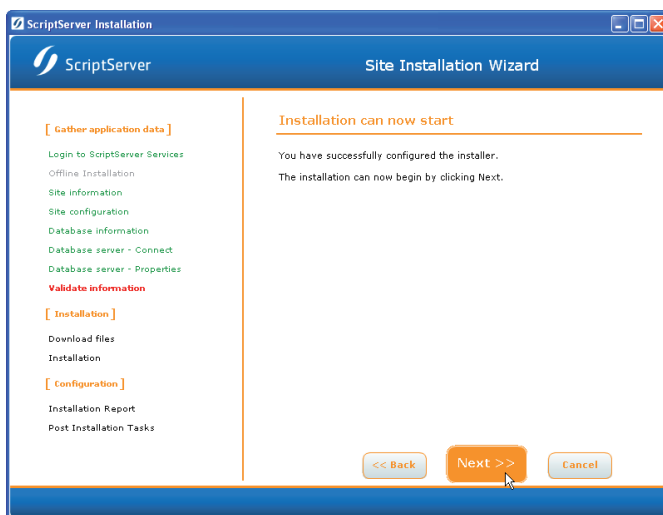 ScriptServer Installation
ScriptServer
Site Installation Wizard
[ Gather application data ]
Login to ScriptServer Services
Offline Installation
Site information
Site configuration
Database information
Database server - Connect
Database server - Properties
Validate information
[ Installation ]
Download files
Installation
[ Configuration ]
Installation Report
Post Installation Tasks
Installation can now start
You have successfully configured the installer.
The installation can now begin by clicking Next.
<< Back
Next >>
Cancel